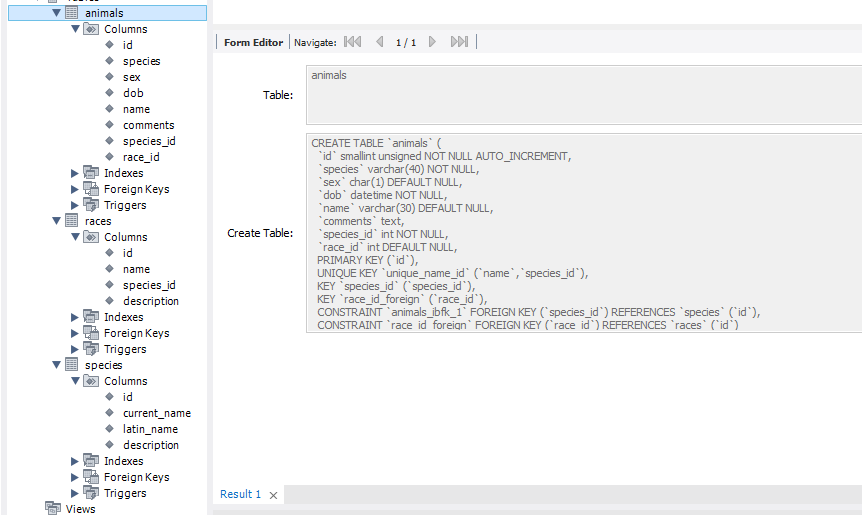 animals
Columns
id
species
sex
dob
name
comments
species_id
race_id
Indexes
Foreign Keys
Triggers
races
Columns
id
name
species_id
description
Indexes
Foreign Keys
Triggers
species
Columns
id
current_name
latin_name
description
Indexes
Foreign Keys
Triggers
Views
Form Editor Navigate: 1 / 1
Table:
animals
Create Table:
CREATE TABLE `animals` (
`id` smallint unsigned NOT NULL AUTO_INCREMENT,
`species` varchar(40) NOT NULL,
`sex` char(1) DEFAULT NULL,
`dob` datetime NOT NULL,
`name` varchar(30) DEFAULT NULL,
`comments` text,
`species_id` int NOT NULL,
`race_id` int DEFAULT NULL,
PRIMARY KEY (`id`),
UNIQUE KEY `unique_name_id` (`name`,`species_id`),
KEY `species_id` (`species_id`),
KEY `race_id_foreign` (`race_id`),
CONSTRAINT `animals_ibfk_1` FOREIGN KEY (`species_id`) REFERENCES `species` (`id`),
CONSTRAINT `race_id_foreign` FOREIGN KEY (`race_id`) REFERENCES `races` (`id`)
Result 1